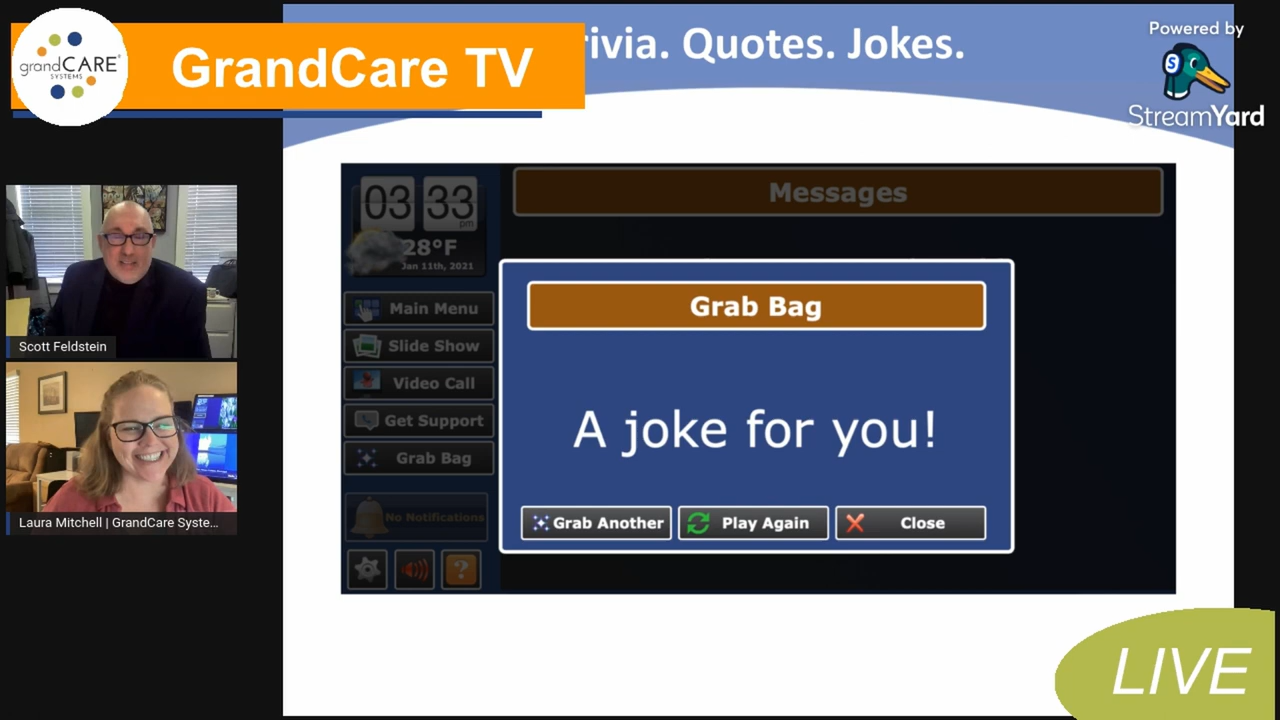 grandCARE
SYSTEMS
GrandCare TV
rivia. Quotes. Jokes.
Powered by
S
StreamYard
03 33
pm
28°F
Jan 11th, 2021
Messages
Main Menu
Slide Show
Video Call
Get Support
Grab Bag
No Notifications
?
Grab Bag
A joke for you!
Grab Another
Play Again
Close
Scott Feldstein
Laura Mitchell | GrandCare Syste...
LIVE